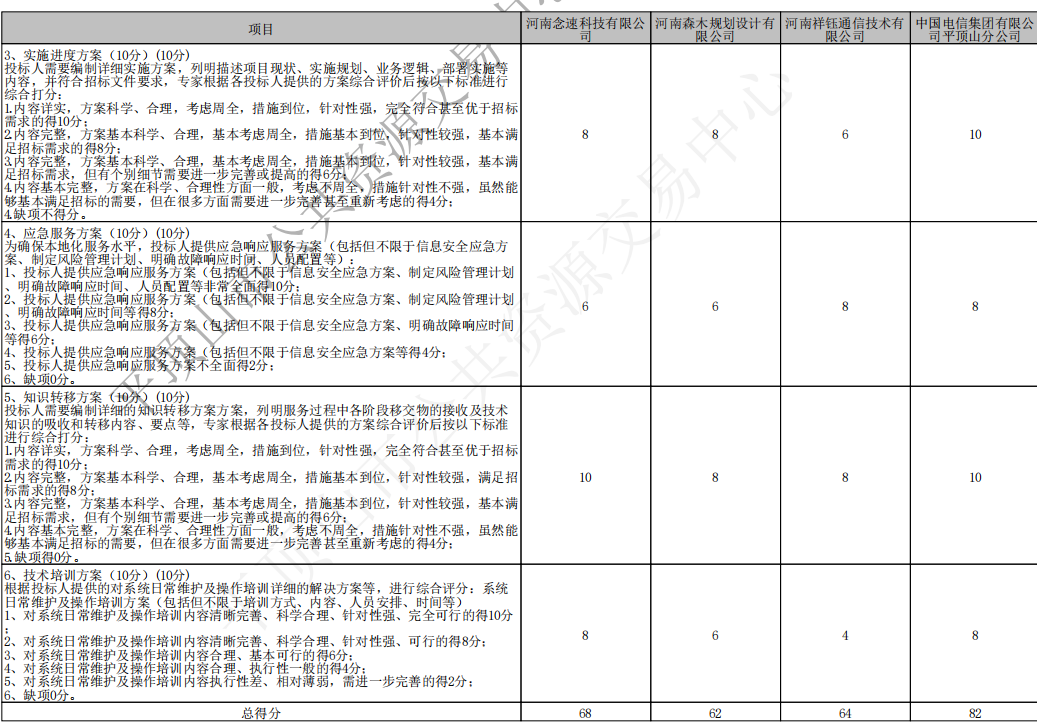 项目
河南念速科技有限公
司
河南森木规划设计有
限公司
河南祥钰通信技术有
限公司
中国电信集团有限公
司平顶山分公司
3、实施进度方案（10分）(10分)
投标人需要编制详细实施方案，列明描述项目现状、实施规划、业务逻辑、部署实施等
内容，并符合招标文件要求，专家根据各投标人提供的方案综合评价后按以下标准进行
综合打分：
1.内容详实，方案科学、合理，考虑周全，措施到位，针对性强，完全符合甚至优于招标
需求的得10分；
2.内容完整，方案基本科学、合理，基本考虑周全，措施基本到位，针对性较强，基本满
足招标需求的得8分；
3.内容完整，方案基本科学、合理，基本考虑周全，措施基本到位，针对性较强，基本满
足招标需求，但有个别细节需要进一步完善或提高的得6分；
4.内容基本完整，方案在科学、合理性方面一般，考虑不周全，措施针对性不强，虽然能
够基本满足招标的需要，但在很多方面需要进一步完善甚至重新考虑的得4分；
4.缺项不得分。
8
8
6
10
4、应急服务方案（10分）(10分)
为确保本地化服务水平，投标人提供应急响应服务方案（包括但不限于信息安全应急方
案、制定风险管理计划、明确故障响应时间、人员配置等）：
1、投标人提供应急响应服务方案（包括但不限于信息安全应急方案、制定风险管理计划
、明确故障响应时间、人员配置等非常全面得10分；
2、投标人提供应急响应服务方案（包括但不限于信息安全应急方案、制定风险管理计划
、明确故障响应时间等得8分；
3、投标人提供应急响应服务方案（包括但不限于信息安全应急方案、明确故障响应时间
等得6分；
4、投标人提供应急响应服务方案（包括但不限于信息安全应急方案等得4分；
5、投标人提供应急响应服务方案不全面得2分；
6、缺项0分。
6
6
8
8
5、知识转移方案（10分）(10分)
投标人需要编制详细的知识转移方案方案，列明服务过程中各阶段移交物的接收及技术
知识的吸收和转移内容、要点等，专家根据各投标人提供的方案综合评价后按以下标准
进行综合打分：
1.内容详实，方案科学、合理，考虑周全，措施到位，针对性强，完全符合甚至优于招标
需求的得10分；
2.内容完整，方案基本科学、合理，基本考虑周全，措施基本到位，针对性较强，满足招
标需求的得8分；
3.内容完整，方案基本科学、合理，基本考虑周全，措施基本到位，针对性较强，基本满
足招标需求，但有个别细节需要进一步完善或提高的得6分；
4.内容基本完整，方案在科学、合理性方面一般，考虑不周全，措施针对性不强，虽然能
够基本满足招标的需要，但在很多方面需要进一步完善甚至重新考虑的得4分；
5.缺项得0分。
10
8
8
10
6、技术培训方案（10分）(10分)
根据投标人提供的对系统日常维护及操作培训详细的解决方案等，进行综合评分：系统
日常维护及操作培训方案（包括但不限于培训方式、内容、人员安排、时间等）
1、对系统日常维护及操作培训内容清晰完善、科学合理、针对性强、完全可行的得10分
；
2、对系统日常维护及操作培训内容清晰完善、科学合理、针对性强、可行的得8分；
3、对系统日常维护及操作培训内容合理、基本可行的得6分；
4、对系统日常维护及操作培训内容合理、执行性一般的得4分；
5、对系统日常维护及操作培训内容执行性差、相对薄弱，需进一步完善的得2分；
6、缺项0分。
8
6
4
8
总得分
68
62
64
82
平顶山市公共资源交易中心
平顶山市公共资源交易中心